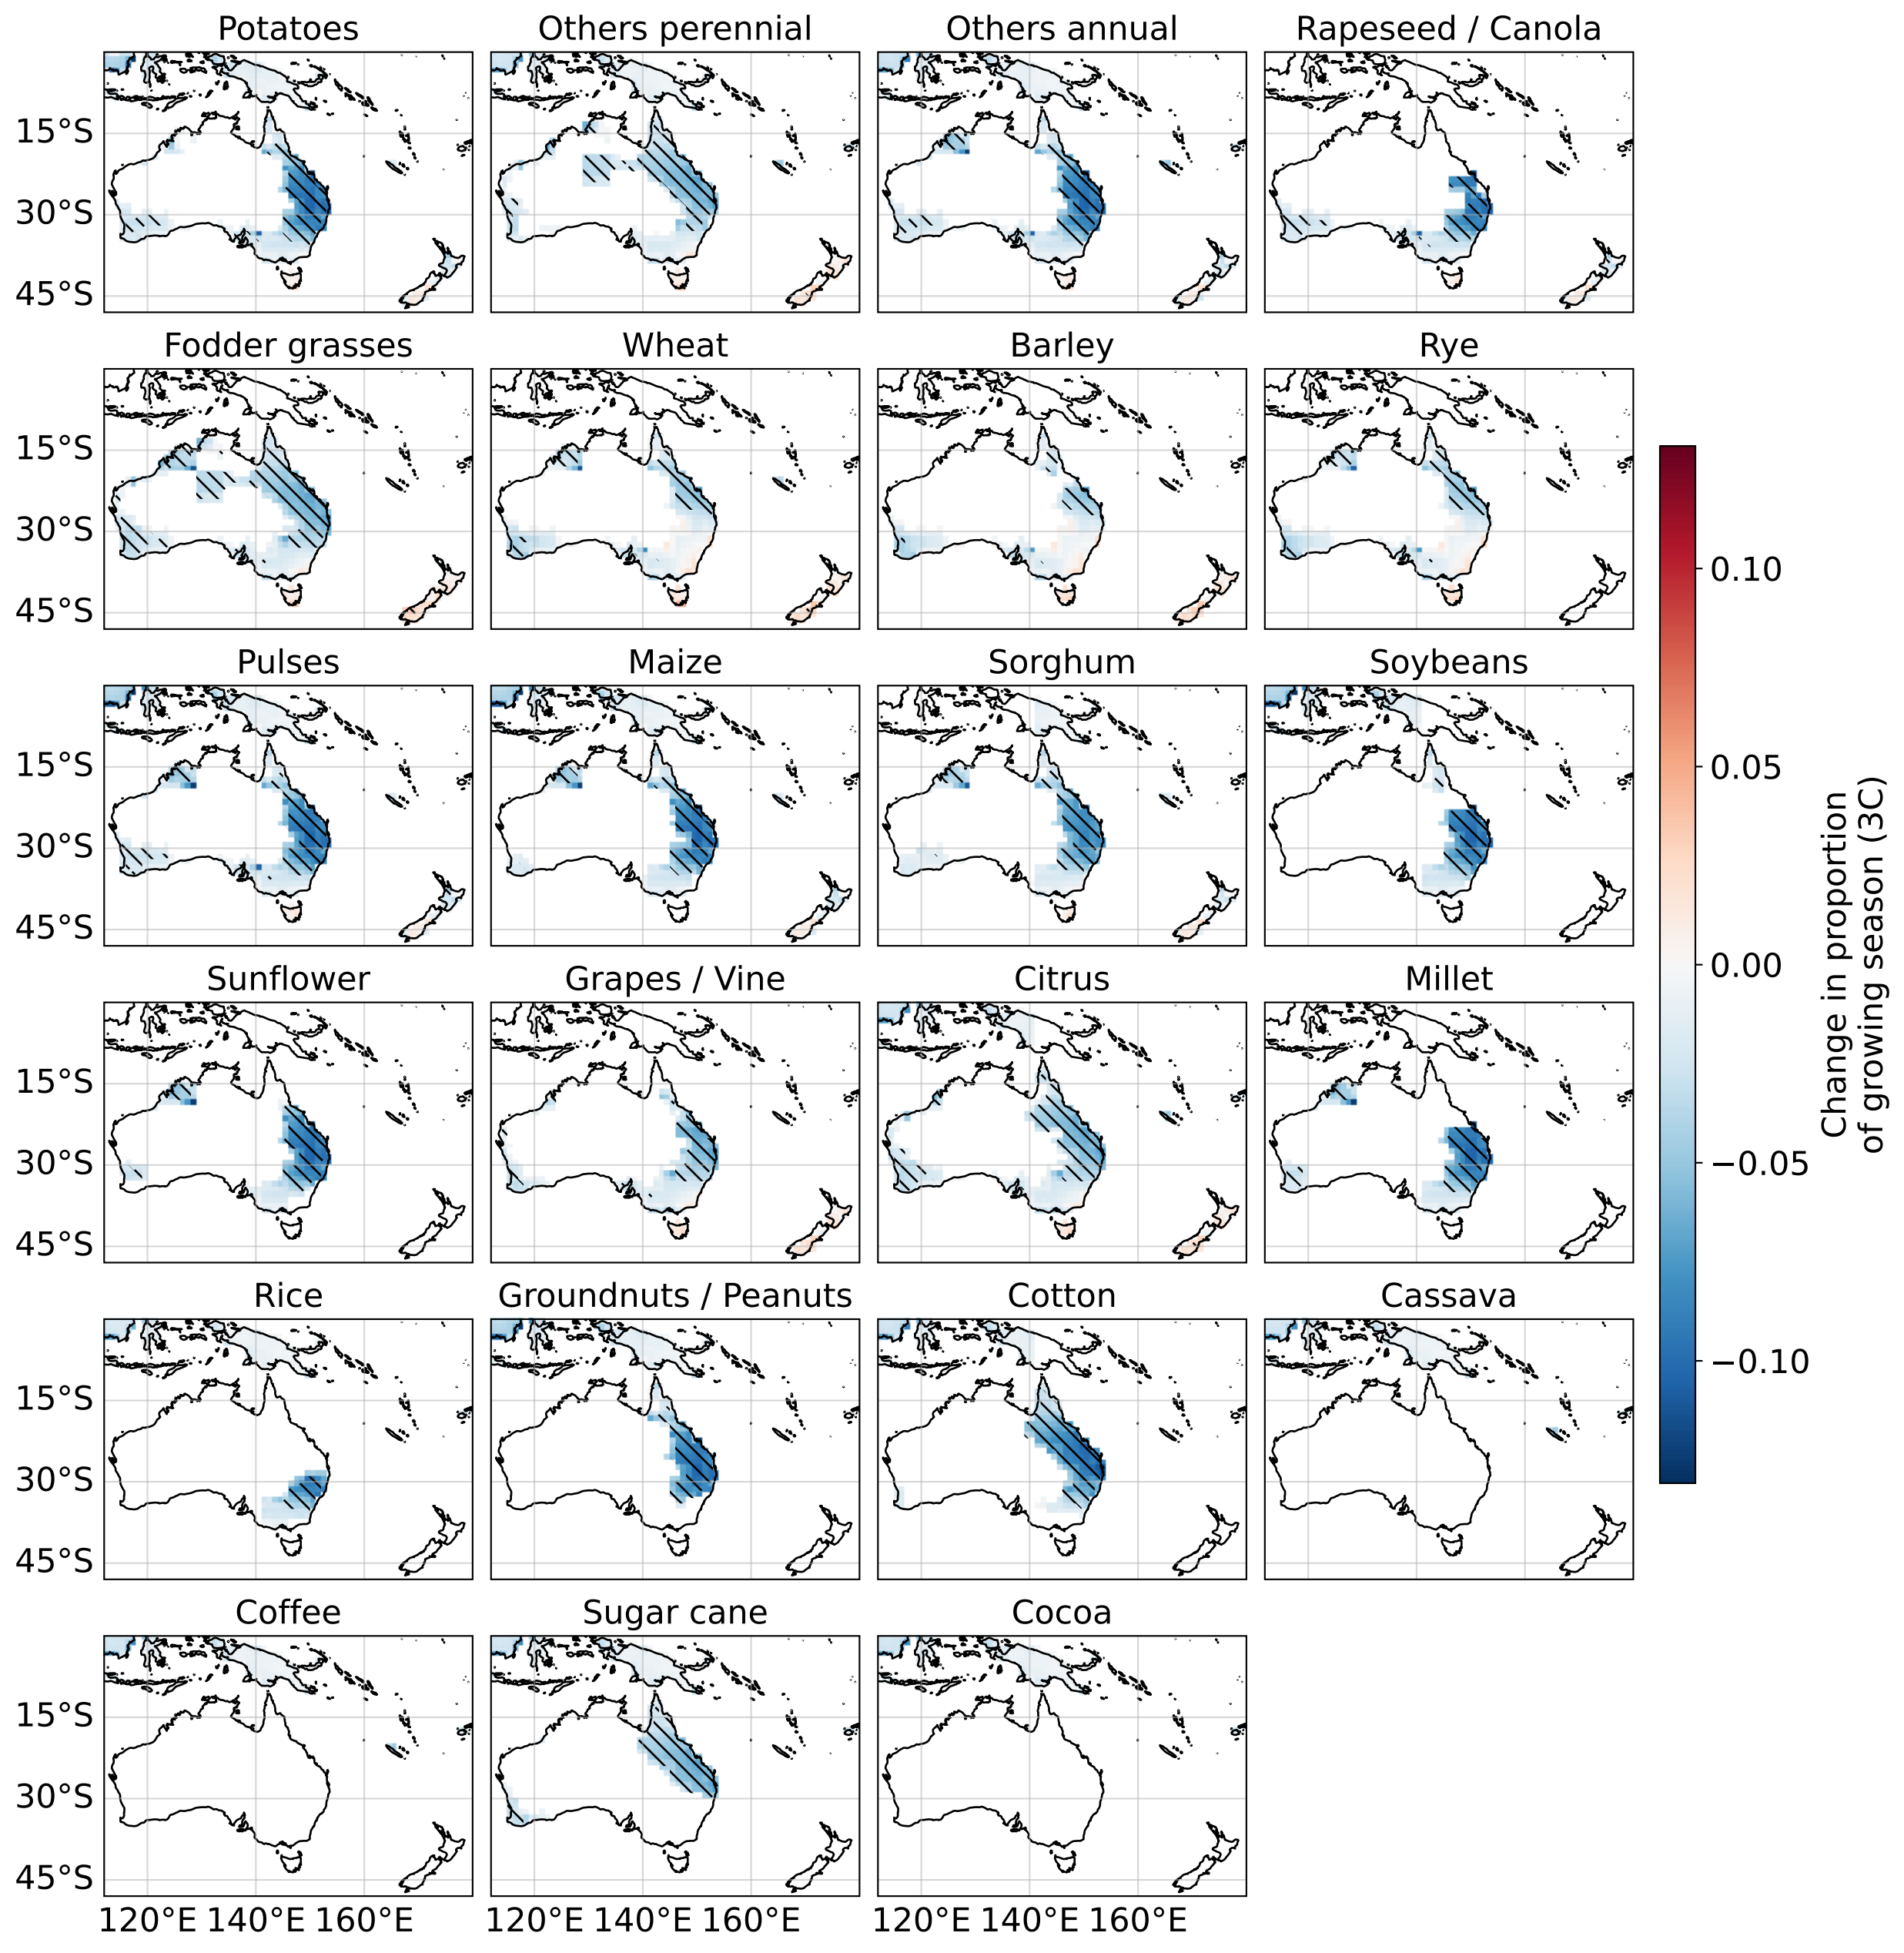 Potatoes Others perennial Others annual Rapeseed / Canola
15°S
30°S
45°S
Fodder grasses Wheat Barley Rye
15°S
30°S
45°S
Pulses Maize Sorghum Soybeans
15°S
30°S
45°S
Sunflower Grapes / Vine Citrus Millet
15°S
30°S
45°S
Rice Groundnuts / Peanuts Cotton Cassava
15°S
30°S
45°S
Coffee Sugar cane Cocoa
15°S
30°S
45°S
120°E 140°E 160°E 120°E 140°E 160°E 120°E 140°E 160°E
0.10
0.05
0.00
−0.05
−0.10
Change in proportion
of growing season (3C)